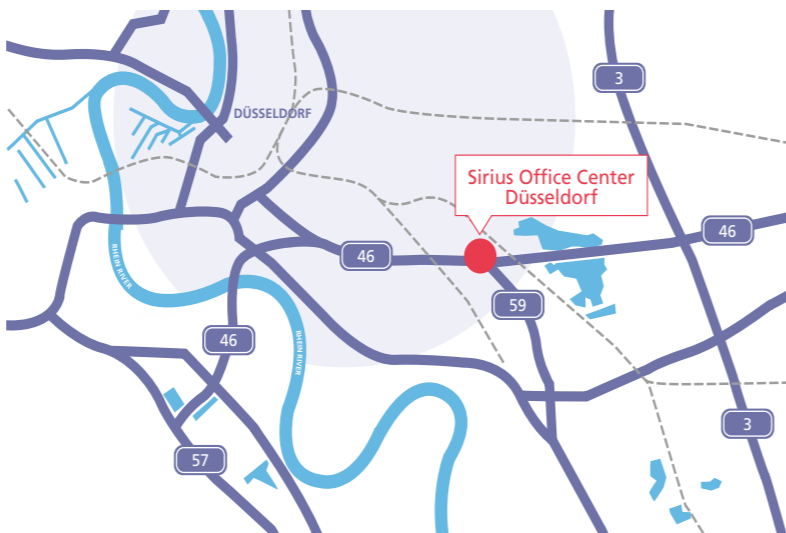 3
DÜSSELDORF
Sirius Office Center
Düsseldorf
46
46
RHEIN RIVER
59
46
RHEIN RIVER
3
57